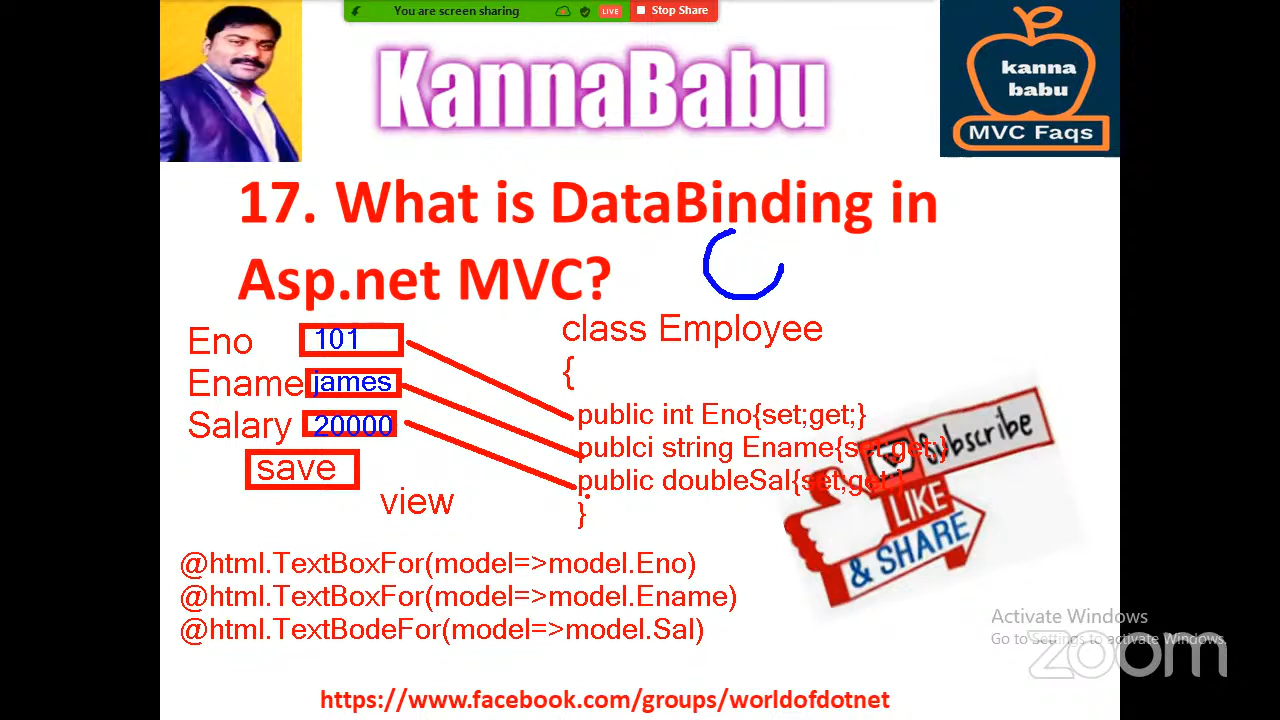 You are screen sharing LIVE Stop Share
KannaBabu
kanna
babu
MVC Faqs
17. What is DataBinding in
Asp.net MVC?
Eno 101
Ename james
Salary 20000
save
view
class Employee
{
public int Eno{set;get;}
publci string Ename{set;get;}
public doubleSal{set;get;}
}
Subscribe
LIKE
& SHARE
@html.TextBoxFor(model=>model.Eno)
@html.TextBoxFor(model=>model.Ename)
@html.TextBodeFor(model=>model.Sal)
Activate Windows
Go to Settings to activate Windows.
zoom
https://www.facebook.com/groups/worldofdotnet